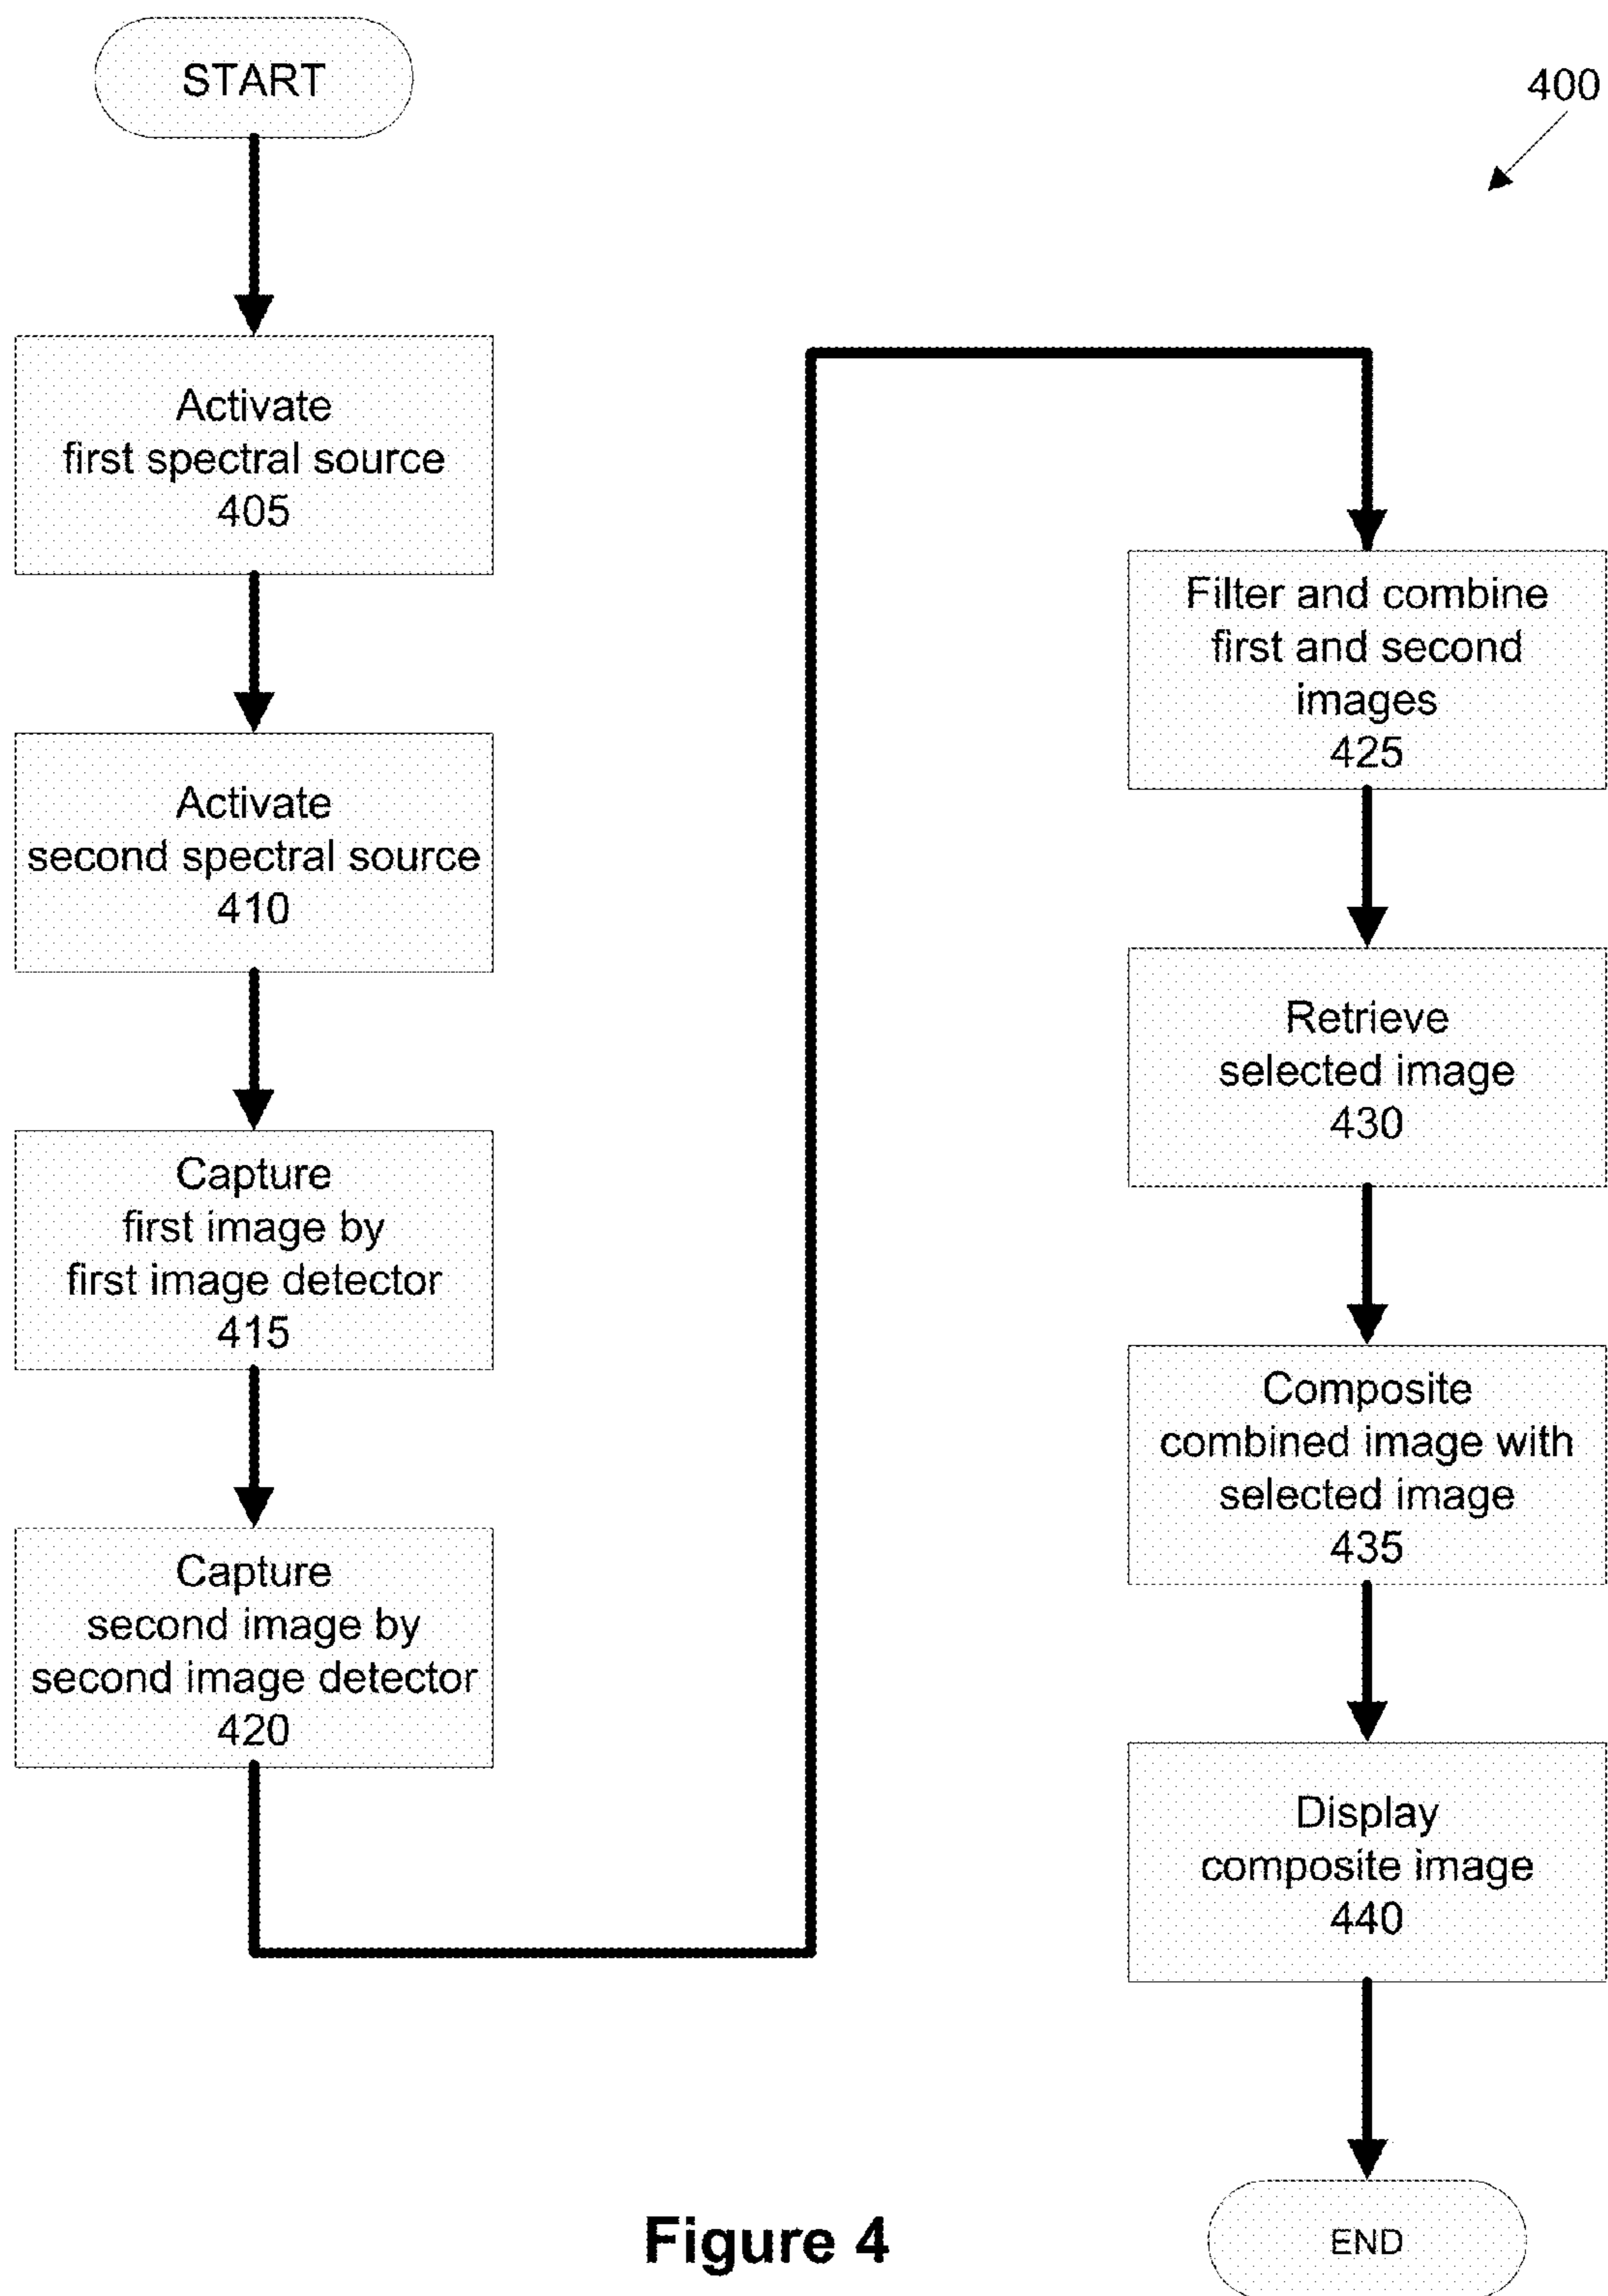 START
400
Activate
first spectral source
405
Activate
second spectral source
410
Capture
first image by
first image detector
415
Capture
second image by
second image detector
420
Filter and combine
first and second
images
425
Retrieve
selected image
430
Composite
combined image with
selected image
435
Display
composite image
440
END
Figure 4